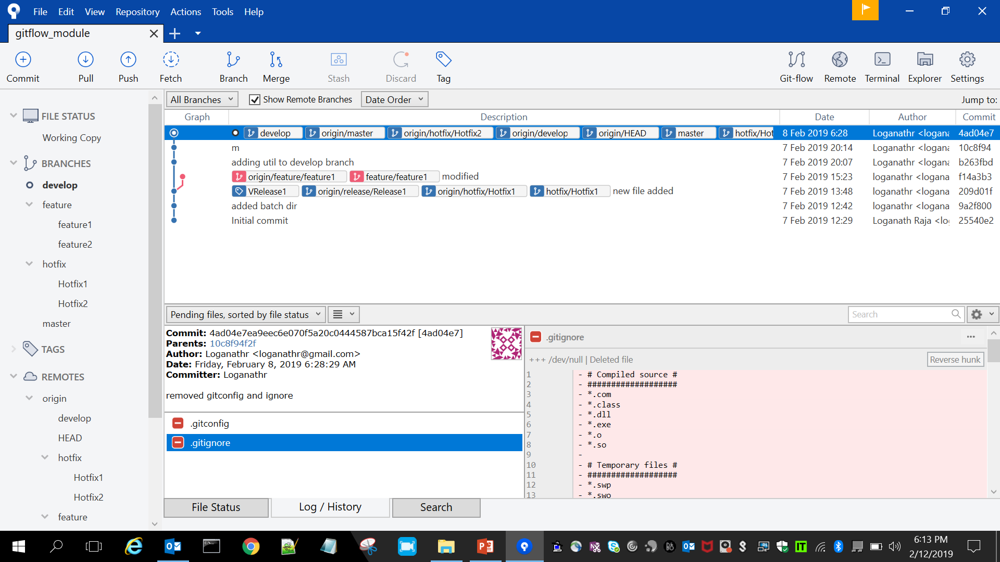 File Edit View Repository Actions Tools Help
gitflow_module
Commit Pull Push Fetch Branch Merge Stash Discard Tag Git-flow Remote Terminal Explorer Settings
All Branches Show Remote Branches Date Order Jump to:
Graph Description Date Author Commit
develop origin/master origin/hotfix/Hotfix2 origin/develop origin/HEAD master hotfix/Hot 8 Feb 2019 6:28 Loganathr <logana 4ad04e7
m 7 Feb 2019 20:14 Loganathr <logana 10c8f94
adding util to develop branch 7 Feb 2019 20:07 Loganathr <logana b263fbd
origin/feature/feature1 feature/feature1 modified 7 Feb 2019 15:23 loganathr <logana f14a3b3
VRelease1 origin/release/Release1 origin/hotfix/Hotfix1 hotfix/Hotfix1 new file added 7 Feb 2019 13:48 loganathr <logana 209d01f
added batch dir 7 Feb 2019 12:42 loganathr <logana 9a2f800
Initial commit 7 Feb 2019 12:29 Loganath Raja <lo 25540e2
FILE STATUS
Working Copy
BRANCHES
develop
feature
feature1
feature2
hotfix
Hotfix1
Hotfix2
master
TAGS
REMOTES
origin
develop
HEAD
hotfix
Hotfix1
Hotfix2
feature
Pending files, sorted by file status Search
Commit: 4ad04e7ea9eec6e070f5a20c0444587bca15f42f [4ad04e7]
Parents: 10c8f94f2f
Author: Loganathr <loganathr@gmail.com>
Date: Friday, February 8, 2019 6:28:29 AM
Committer: Loganathr
removed gitconfig and ignore
.gitconfig
.gitignore
.gitignore
+++ /dev/null | Deleted file Reverse hunk
1 - # Compiled source #
2 - ###################
3 - *.com
4 - *.class
5 - *.dll
6 - *.exe
7 - *.o
8 - *.so
9 -
10 - # Temporary files #
11 - ###################
12 - *.swp
13 - *.swo
File Status Log / History Search
6:13 PM
2/12/2019